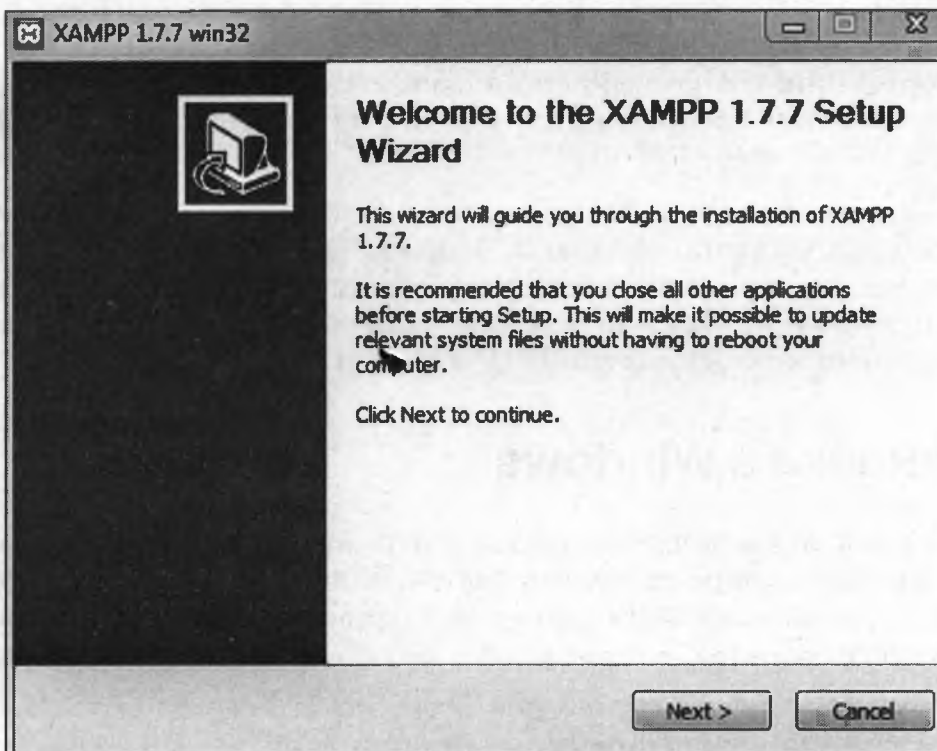 XAMPP 1.7.7 win32
Welcome to the XAMPP 1.7.7 Setup
Wizard
This wizard will guide you through the installation of XAMPP
1.7.7.
It is recommended that you close all other applications
before starting Setup. This will make it possible to update
relevant system files without having to reboot your
computer.
Click Next to continue.
Next >
Cancel